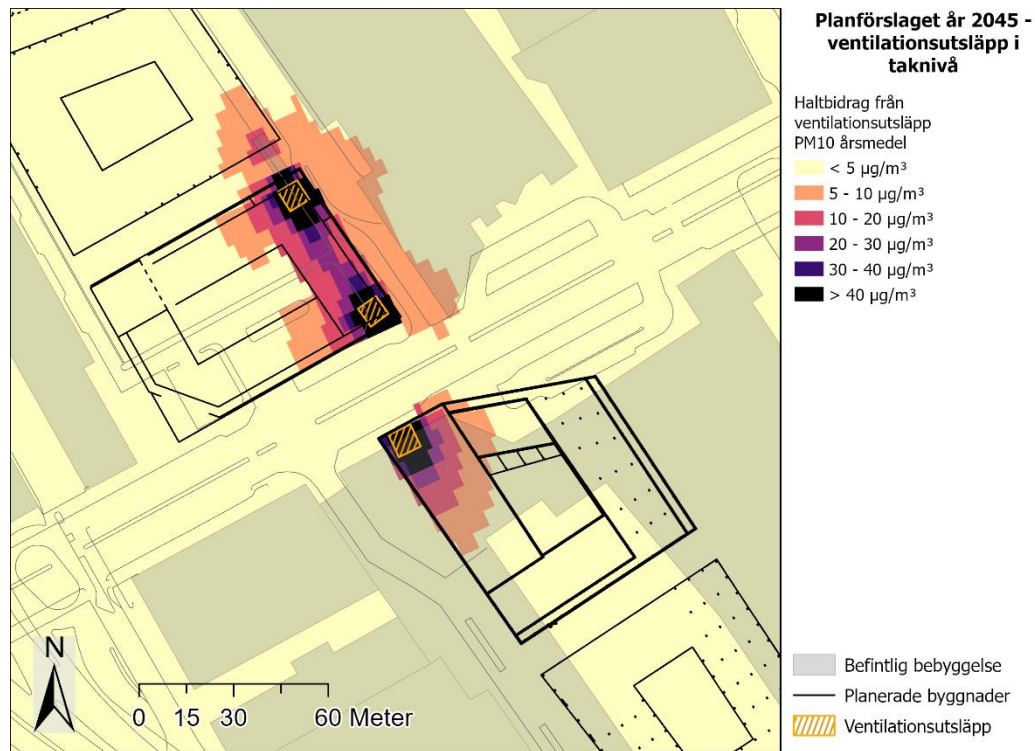 Planförslaget år 2045 -
ventilationsutsläpp i
taknivå
Haltbidrag från
ventilationsutsläpp
PM10 årsmedel
< 5 µg/m³
5 - 10 µg/m³
10 - 20 µg/m³
20 - 30 µg/m³
30 - 40 µg/m³
> 40 µg/m³
Befintlig bebyggelse
Planerade byggnader
Ventilationsutsläpp
N
0 15 30 60 Meter